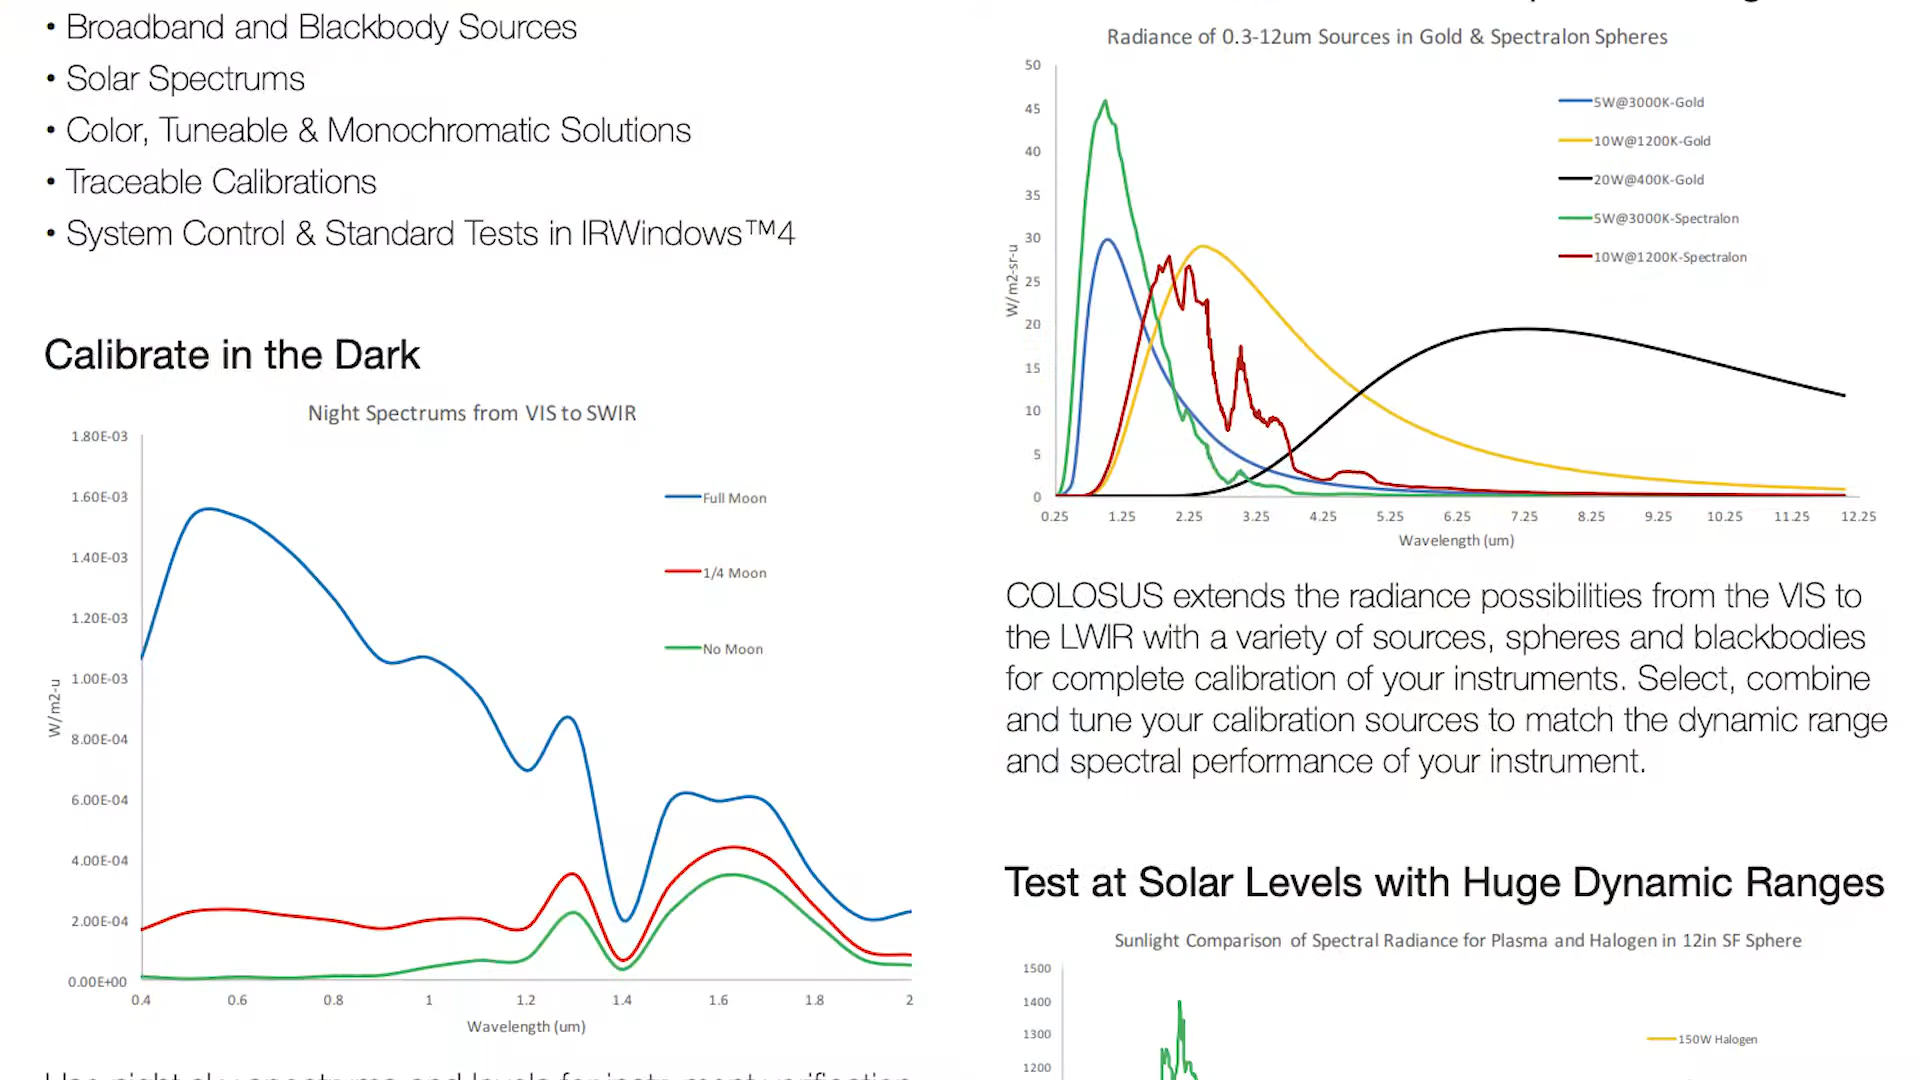 • Broadband and Blackbody Sources
• Solar Spectrums
• Color, Tuneable & Monochromatic Solutions
• Traceable Calibrations
• System Control & Standard Tests in IRWindows™4
Calibrate in the Dark
Night Spectrums from VIS to SWIR
1.80E-03
1.60E-03
1.40E-03
1.20E-03
1.00E-03
8.00E-04
6.00E-04
4.00E-04
2.00E-04
0.00E+00
W/m2-u
Full Moon
1/4 Moon
No Moon
0.4 0.6 0.8 1 1.2 1.4 1.6 1.8 2
Wavelength (um)
Radiance of 0.3-12um Sources in Gold & Spectralon Spheres
50
45
40
35
30
25
20
15
10
5
0
W/m2-sr-u
5W@3000K-Gold
10W@1200K-Gold
20W@400K-Gold
5W@3000K-Spectralon
10W@1200K-Spectralon
0.25 1.25 2.25 3.25 4.25 5.25 6.25 7.25 8.25 9.25 10.25 11.25 12.25
Wavelength (um)
COLOSUS extends the radiance possibilities from the VIS to
the LWIR with a variety of sources, spheres and blackbodies
for complete calibration of your instruments. Select, combine
and tune your calibration sources to match the dynamic range
and spectral performance of your instrument.
Test at Solar Levels with Huge Dynamic Ranges
Sunlight Comparison of Spectral Radiance for Plasma and Halogen in 12in SF Sphere
1500
1400
1300
1200
150W Halogen